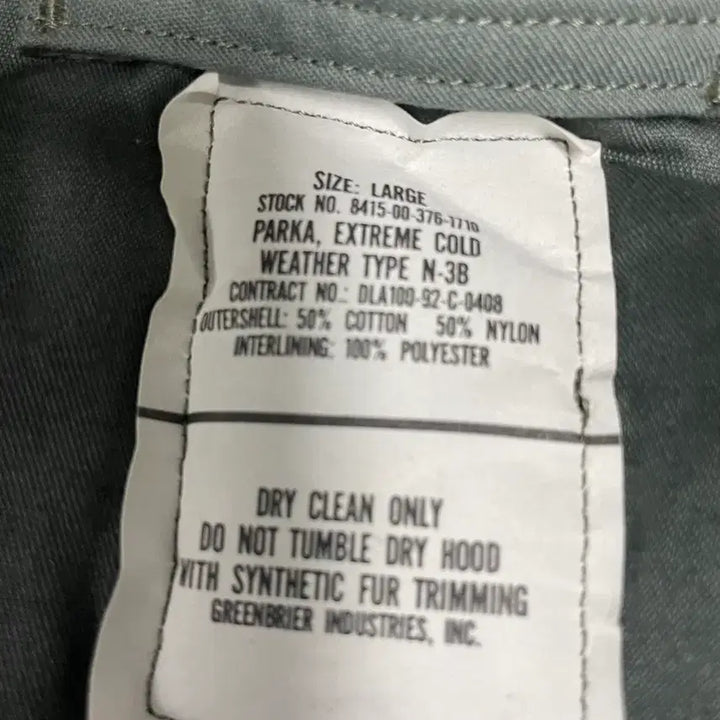 SIZE: LARGE
STOCK NO. 8415-00-376-1710
PARKA, EXTREME COLD
WEATHER TYPE N-3B
CONTRACT NO.: DLA100-92-C-0408
OUTERSHELL: 50% COTTON 50% NYLON
INTERLINING: 100% POLYESTER
DRY CLEAN ONLY
DO NOT TUMBLE DRY HOOD
WITH SYNTHETIC FUR TRIMMING
GREENBRIER INDUSTRIES, INC.